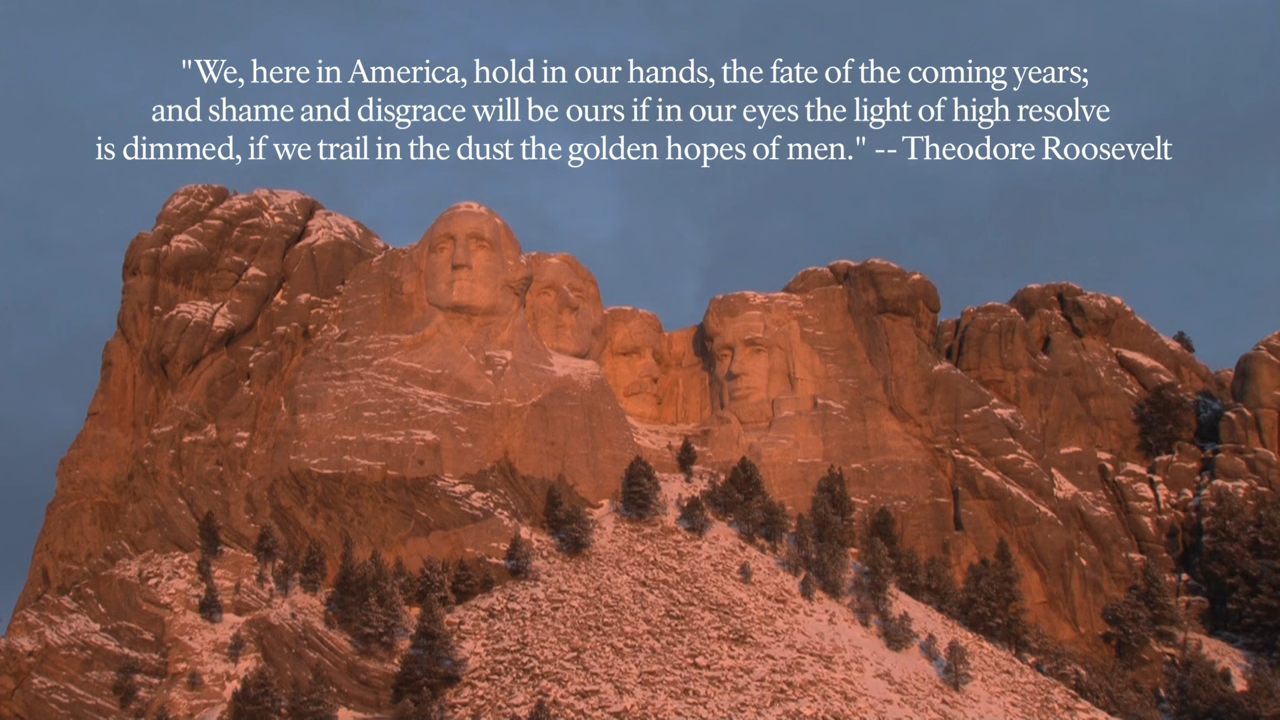 "We, here in America, hold in our hands, the fate of the coming years;
and shame and disgrace will be ours if in our eyes the light of high resolve
is dimmed, if we trail in the dust the golden hopes of men." -- Theodore Roosevelt